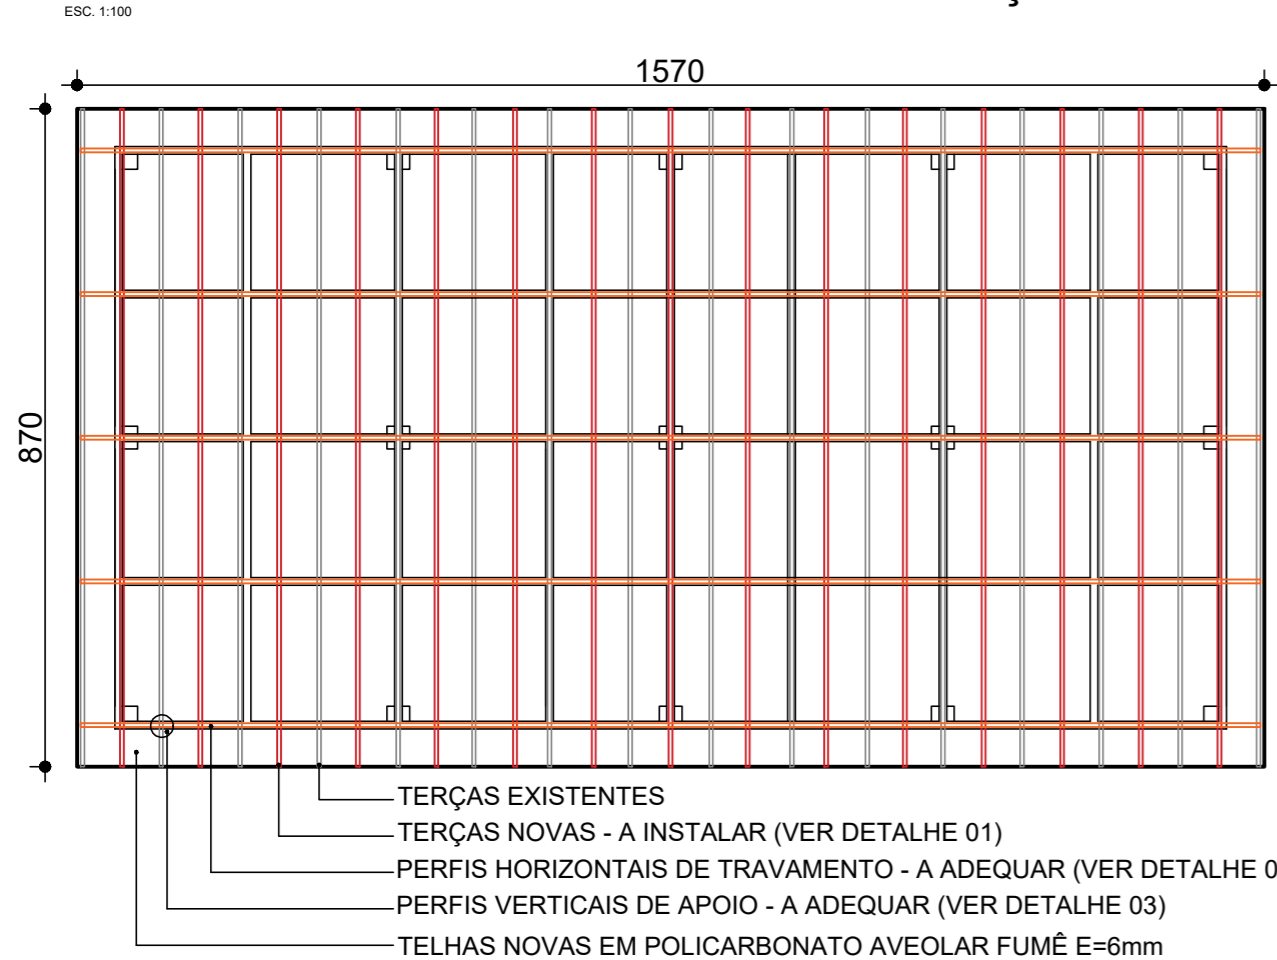 ESC. 1:100
1570
870
TERÇAS EXISTENTES
TERÇAS NOVAS - A INSTALAR (VER DETALHE 01)
PERFIS HORIZONTAIS DE TRAVAMENTO - A ADEQUAR (VER DETALHE 0
PERFIS VERTICAIS DE APOIO - A ADEQUAR (VER DETALHE 03)
TELHAS NOVAS EM POLICARBONATO AVEOLAR FUMÊ E=6mm